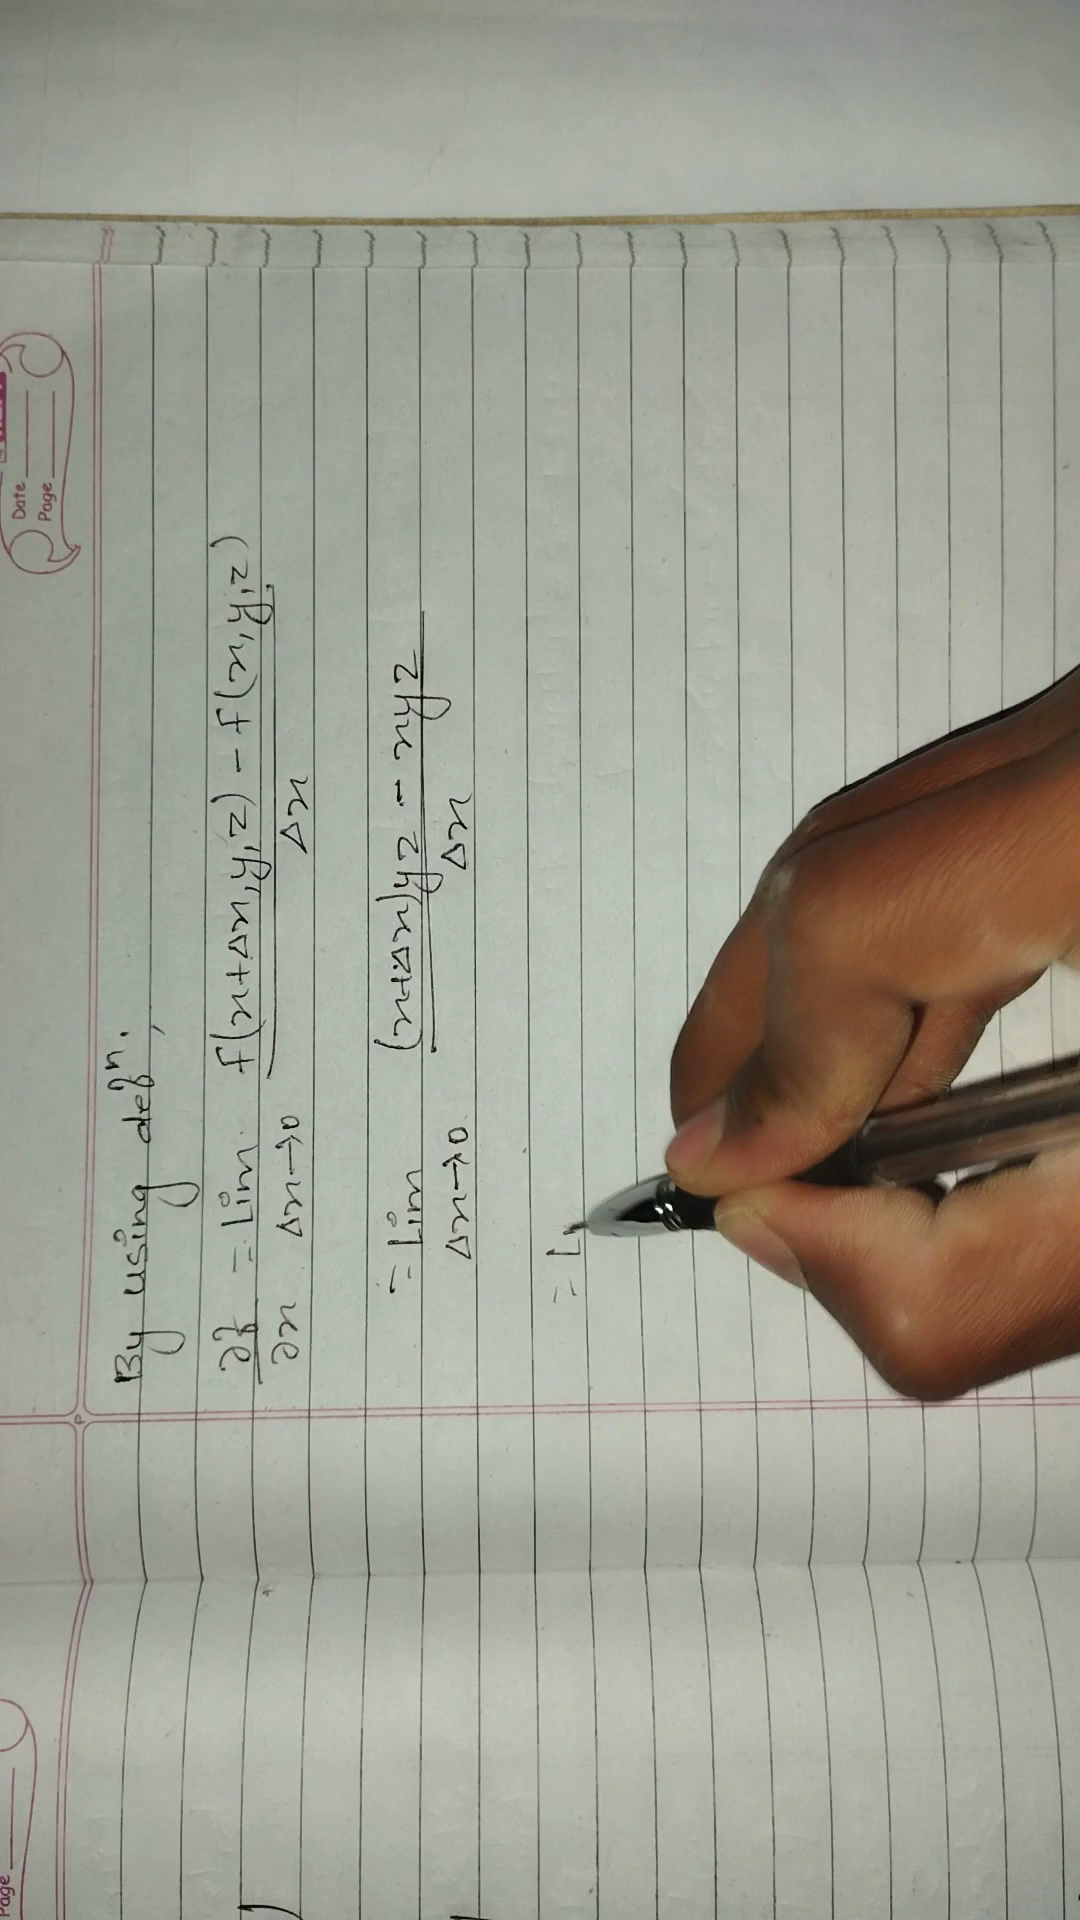 Date
Page
By using defⁿ.,
∂f/∂x = Lim Δx→0 f(x+Δx,y,z) - f(x,y,z)/Δx
= Lim Δx→0 (x+Δx)yz - xyz/Δx
= L
Page